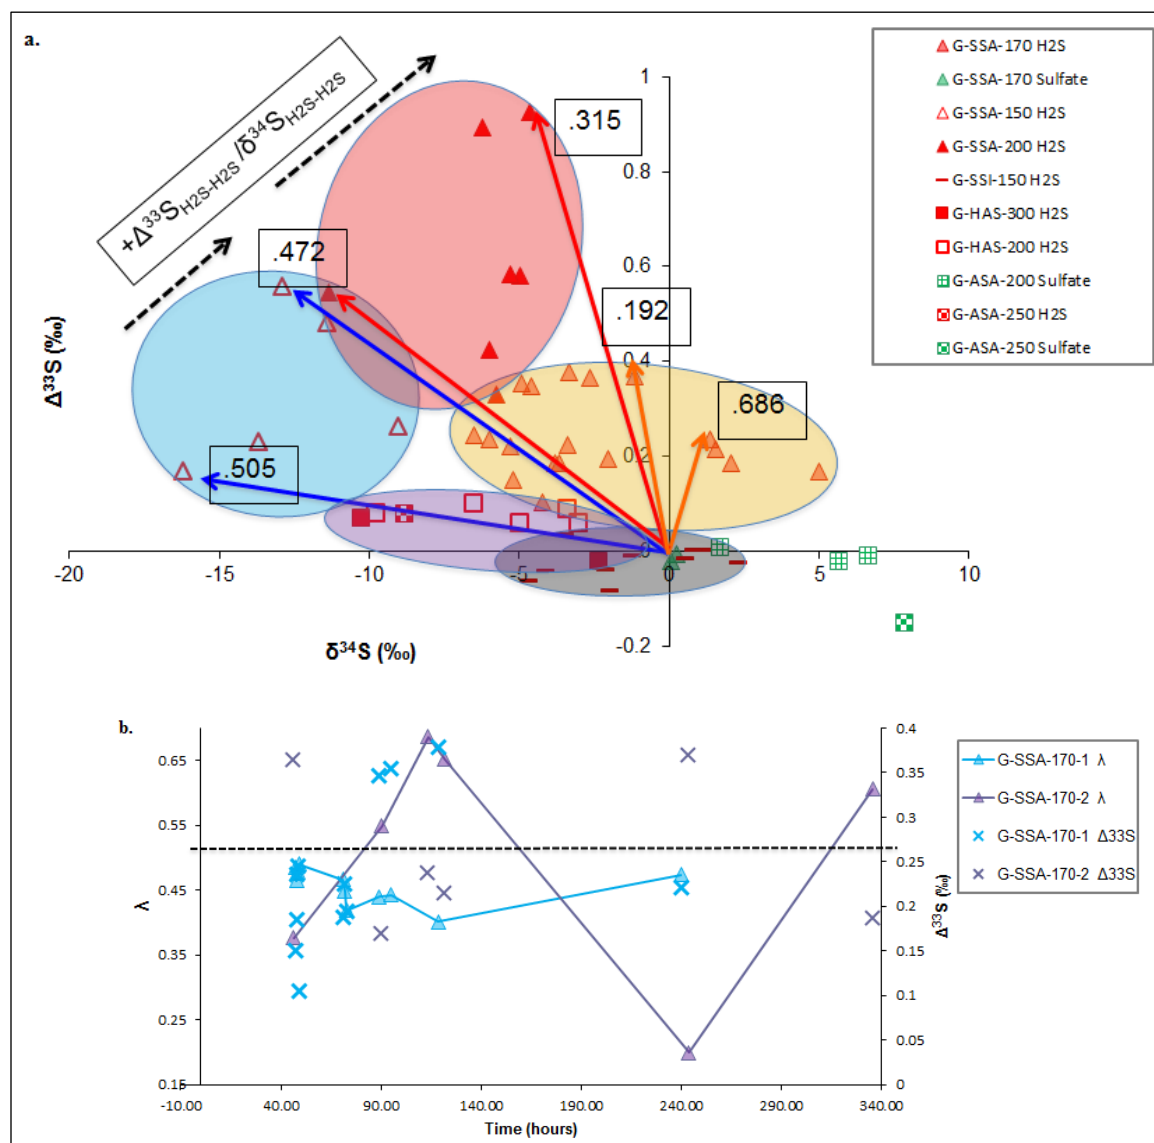 a.
+Δ³³S H2S-H2S /δ³⁴S H2S-H2S
.315
.472
.192
.686
.505
1
0.8
0.6
0.4
0.2
0
-0.2
-20
-15
-10
-5
0
5
10
Δ³³S (‰)
δ³⁴S (‰)
G-SSA-170 H2S
G-SSA-170 Sulfate
G-SSA-150 H2S
G-SSA-200 H2S
G-SSI-150 H2S
G-HAS-300 H2S
G-HAS-200 H2S
G-ASA-200 Sulfate
G-ASA-250 H2S
G-ASA-250 Sulfate
b.
0.65
0.55
0.45
0.35
0.25
0.15
λ
0.4
0.35
0.3
0.25
0.2
0.15
0.1
0.05
0
Δ³³S (‰)
-10.00
40.00
90.00
140.00
190.00
240.00
290.00
340.00
Time (hours)
G-SSA-170-1 λ
G-SSA-170-2 λ
G-SSA-170-1 Δ33S
G-SSA-170-2 Δ33S